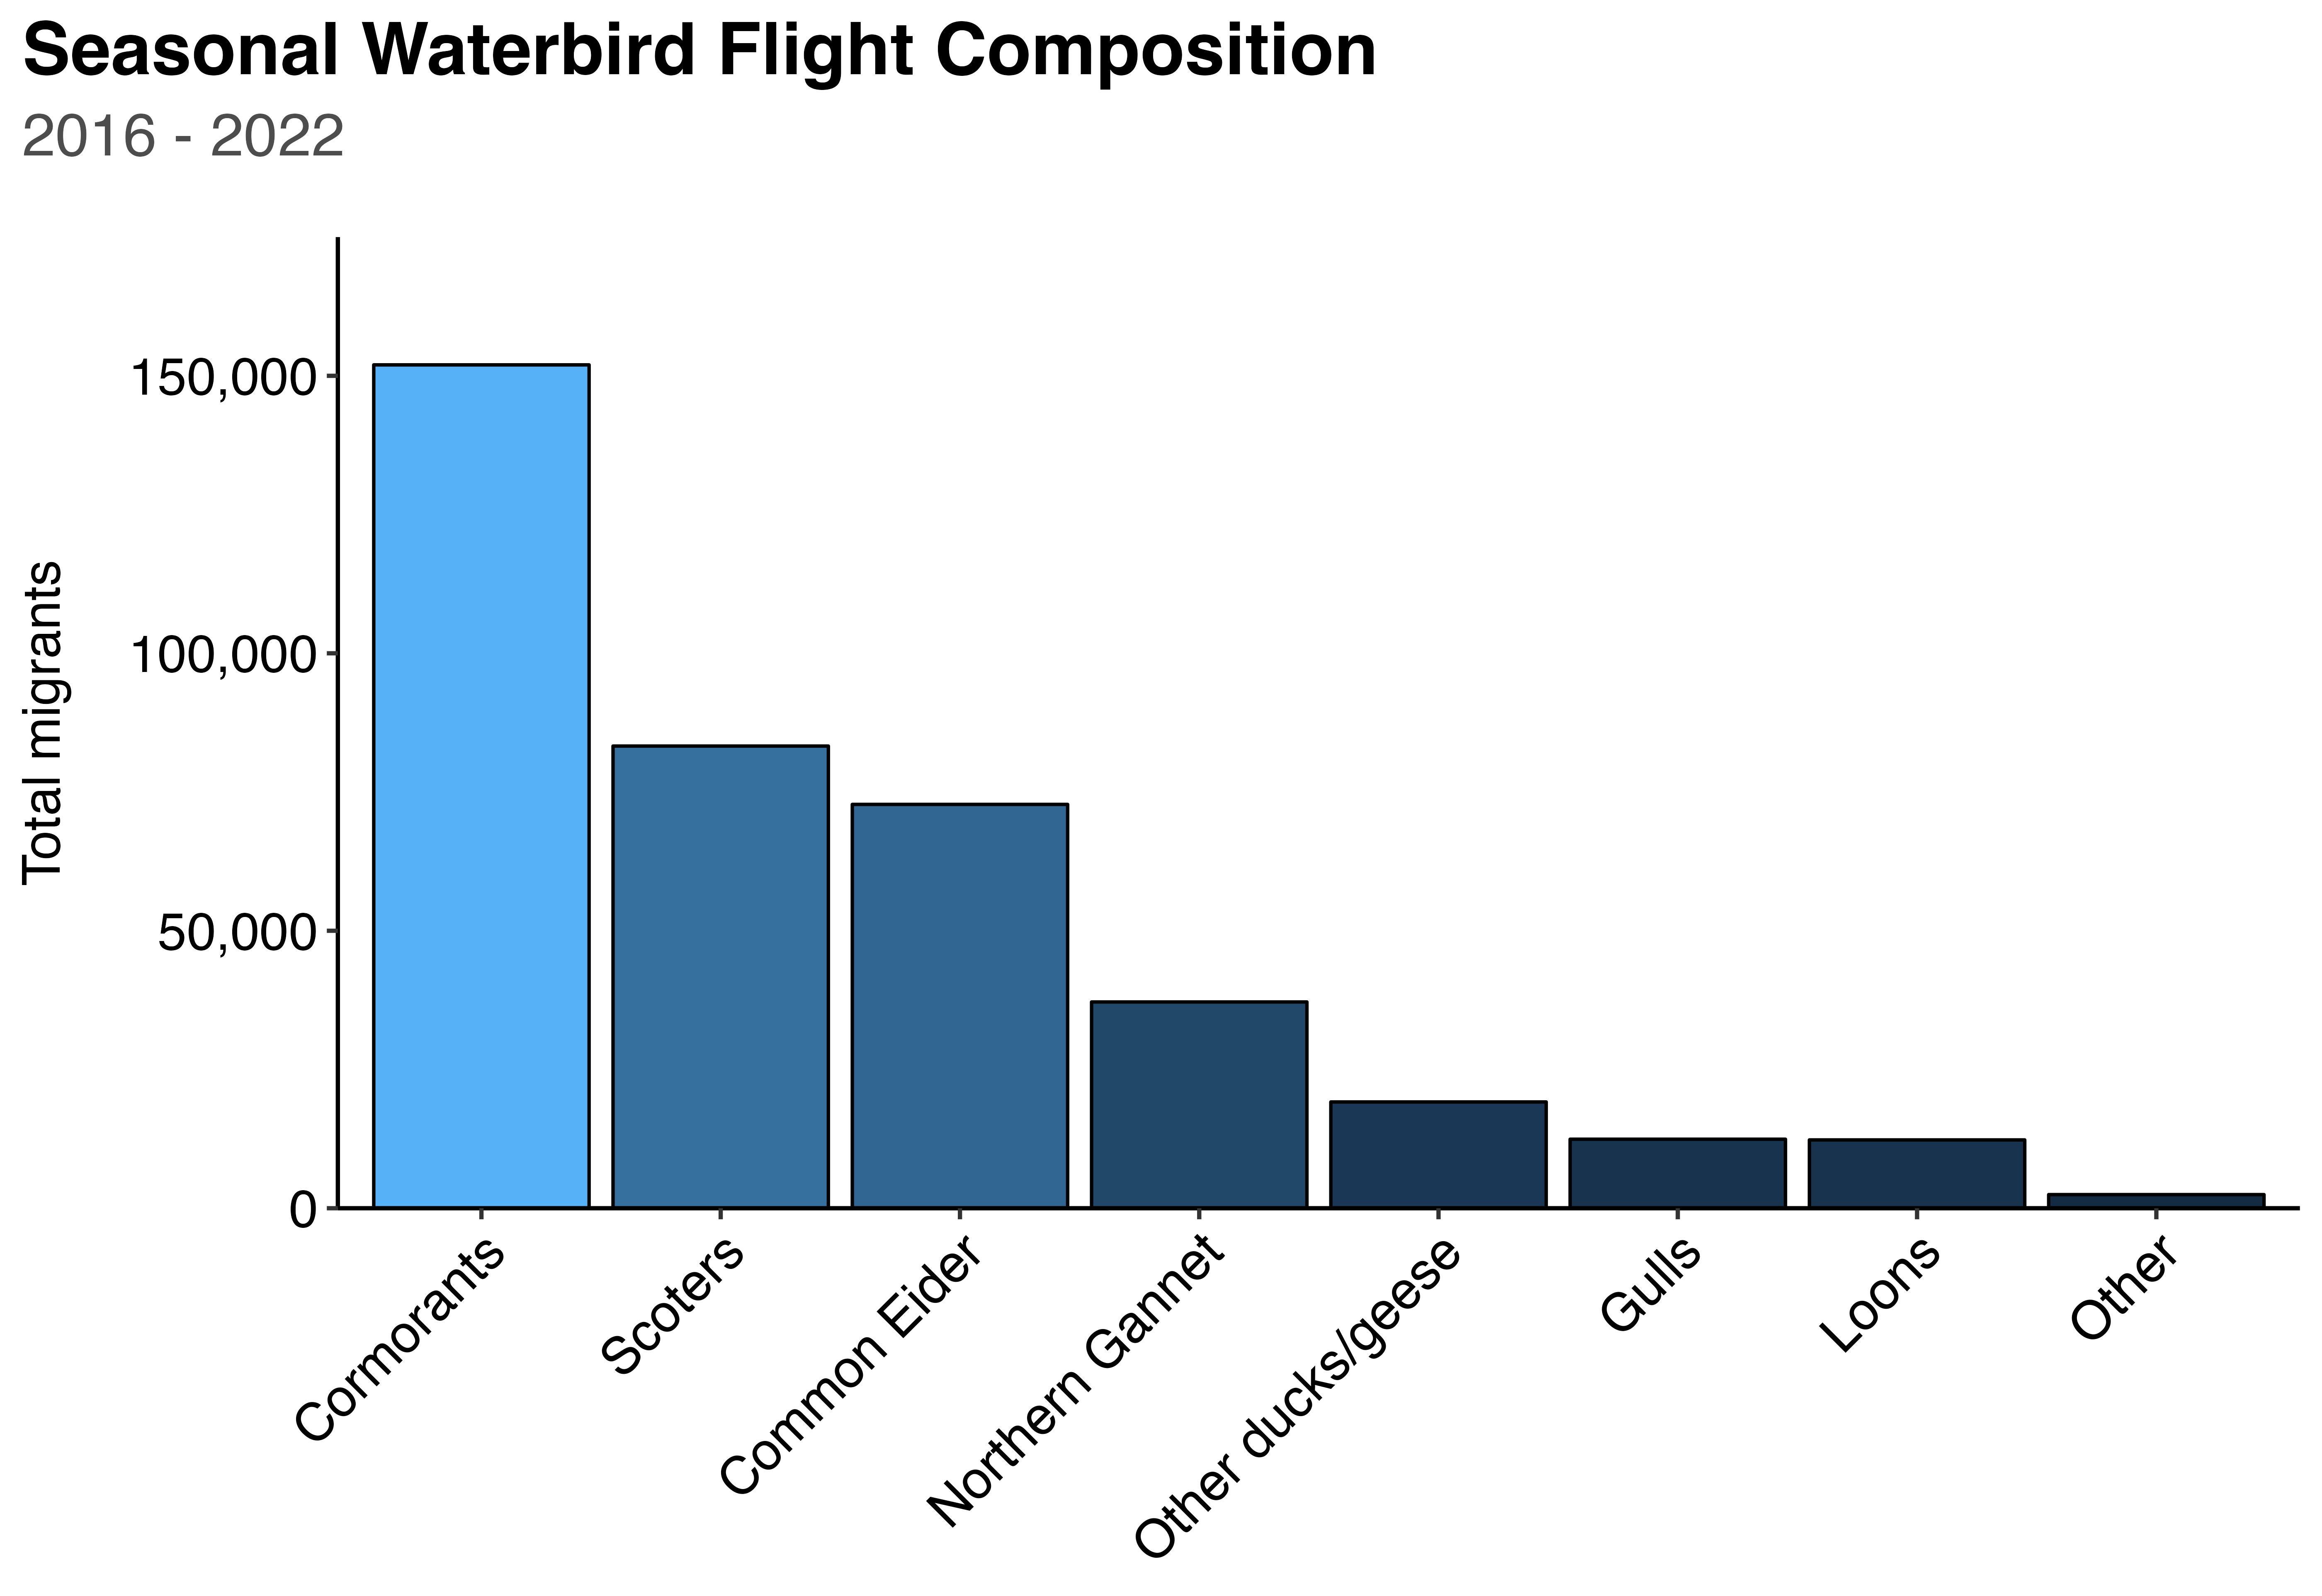 Seasonal Waterbird Flight Composition
2016 - 2022
Total migrants
150,000
100,000
50,000
0
Cormorants
Scoters
Common Eider
Northern Gannet
Other ducks/geese
Gulls
Loons
Other